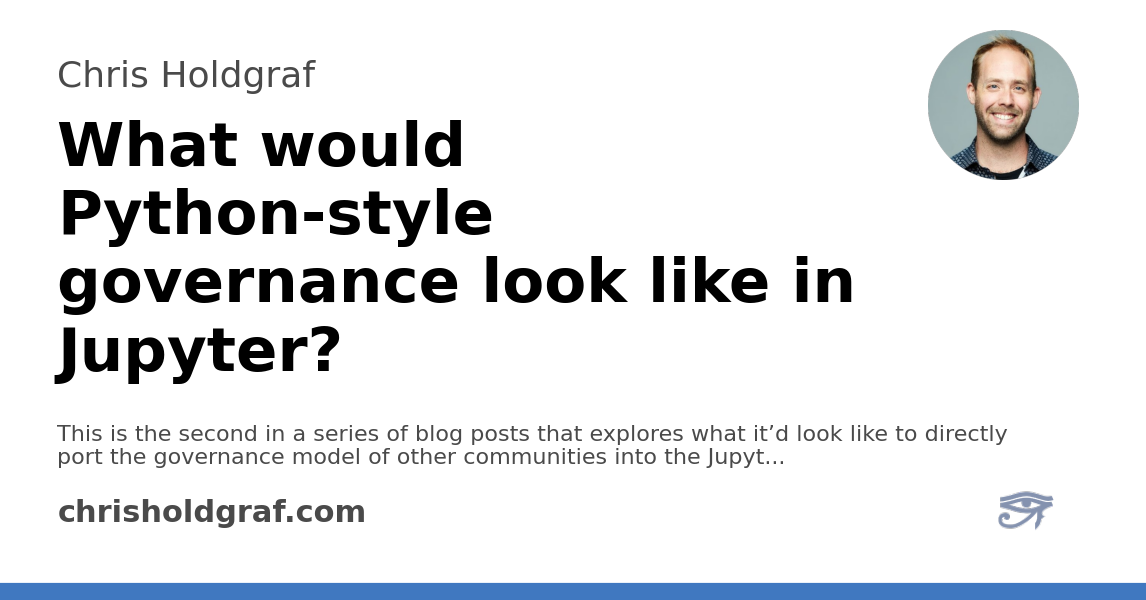 Chris Holdgraf
What would
Python-style
governance look like in
Jupyter?
This is the second in a series of blog posts that explores what it’d look like to directly
port the governance model of other communities into the Jupyt...
chrisholdgraf.com